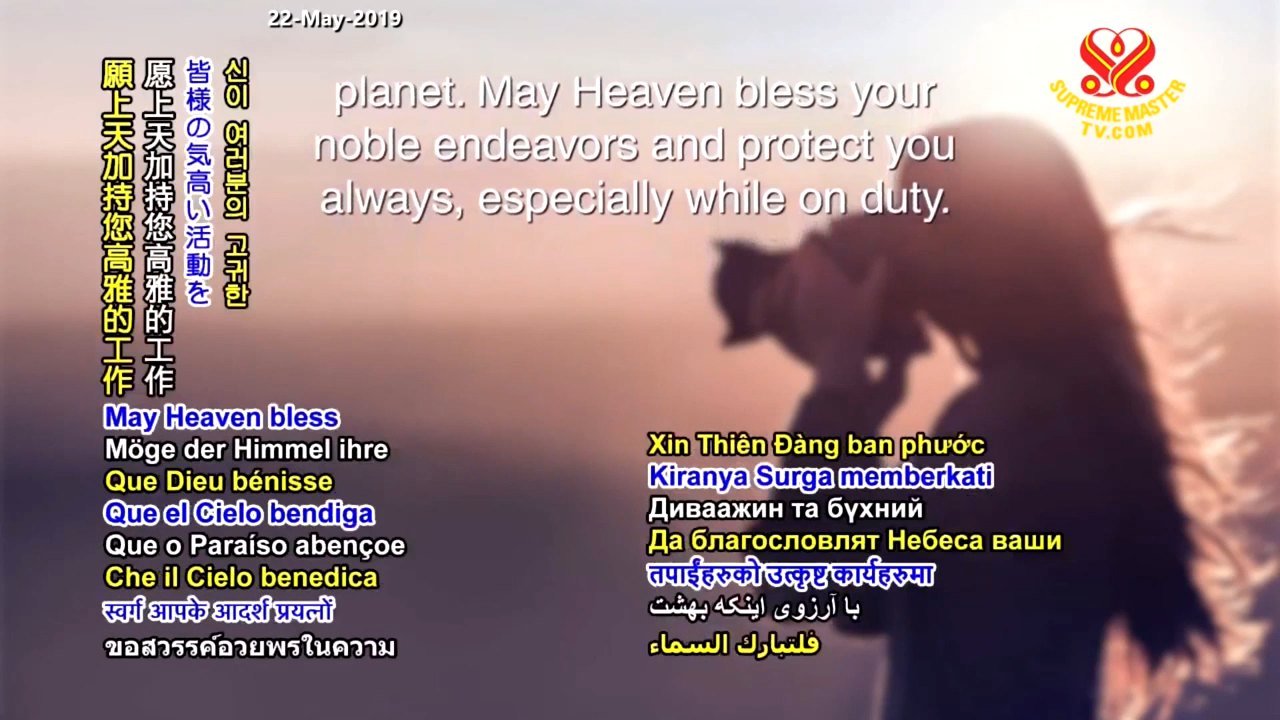 22-May-2019
planet. May Heaven bless your
noble endeavors and protect you
always, especially while on duty.
SUPREME MASTER
TV.COM
신이 여러분의 고귀한
皆様の気高い活動を
愿上天加持您高雅的工作
願上天加持您高雅的工作
May Heaven bless
Möge der Himmel ihre
Que Dieu bénisse
Que el Cielo bendiga
Que o Paraíso abençoe
Che il Cielo benedica
स्वर्ग आपके आदर्श प्रयत्नों
ขอสวรรค์อวยพรในความ
Xin Thiên Đàng ban phước
Kiranya Surga memberkati
Диваажин та бүхний
Да благословлят Небеса ваши
तपाईंहरुको उत्कृष्ट कार्यहरुमा
با آرزوی اینکه بهشت
فلتبارك السماء